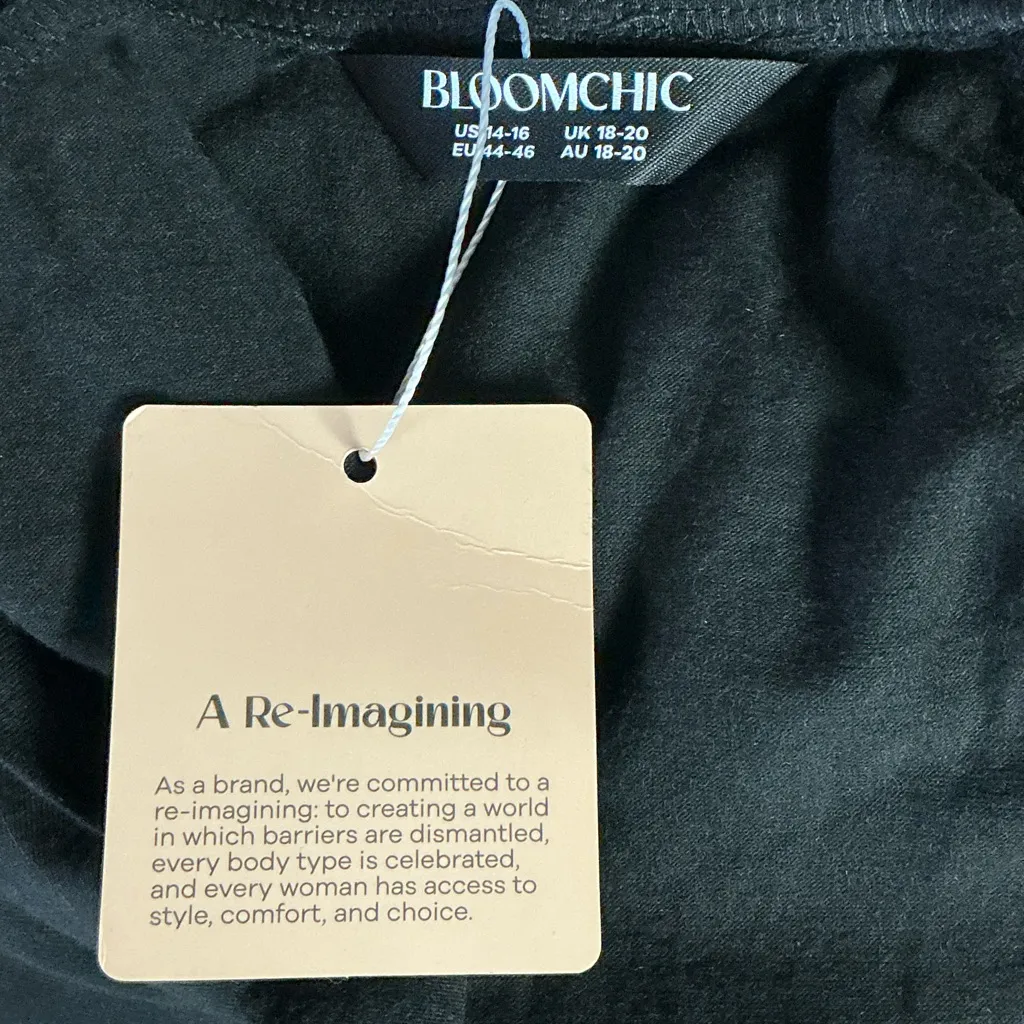 BLOOMCHIC
US 14-16 UK 18-20
EU 44-46 AU 18-20
A Re-Imagining
As a brand, we're committed to a
re-imagining: to creating a world
in which barriers are dismantled,
every body type is celebrated,
and every woman has access to
style, comfort, and choice.